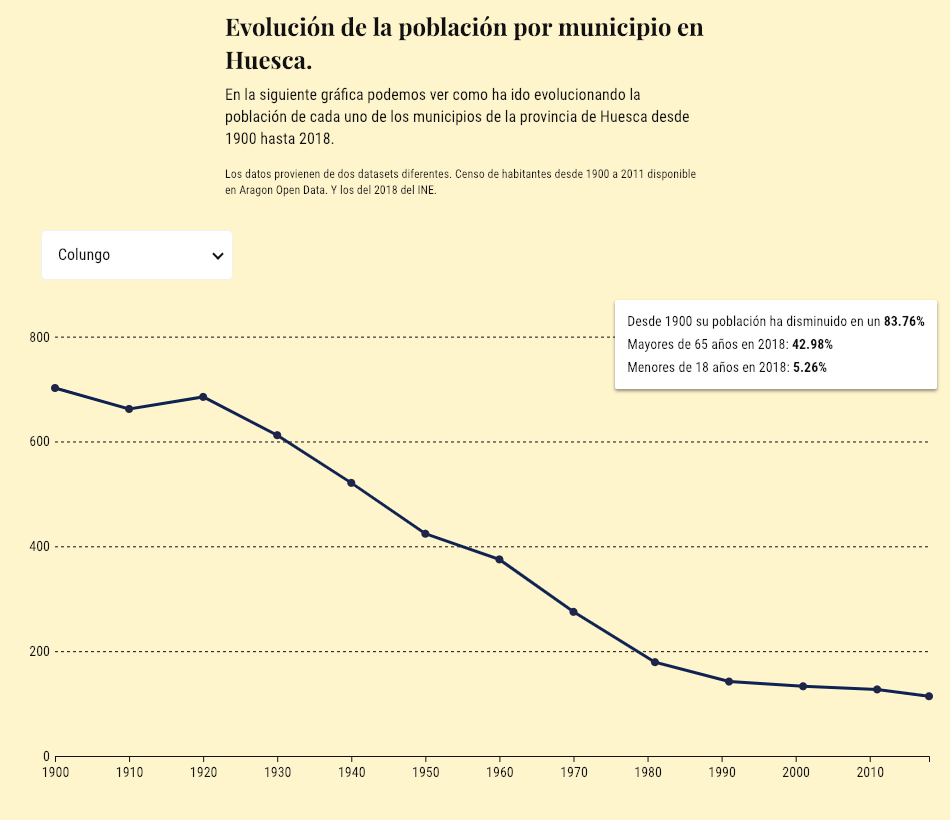 Evolución de la población por municipio en
Huesca.
En la siguiente gráfica podemos ver como ha ido evolucionando la
población de cada uno de los municipios de la provincia de Huesca desde
1900 hasta 2018.
Los datos provienen de dos datasets diferentes. Censo de habitantes desde 1900 a 2011 disponible
en Aragon Open Data. Y los del 2018 del INE.
Colungo
Desde 1900 su población ha disminuido en un 83.76%
Mayores de 65 años en 2018: 42.98%
Menores de 18 años en 2018: 5.26%
800
600
400
200
0
1900 1910 1920 1930 1940 1950 1960 1970 1980 1990 2000 2010